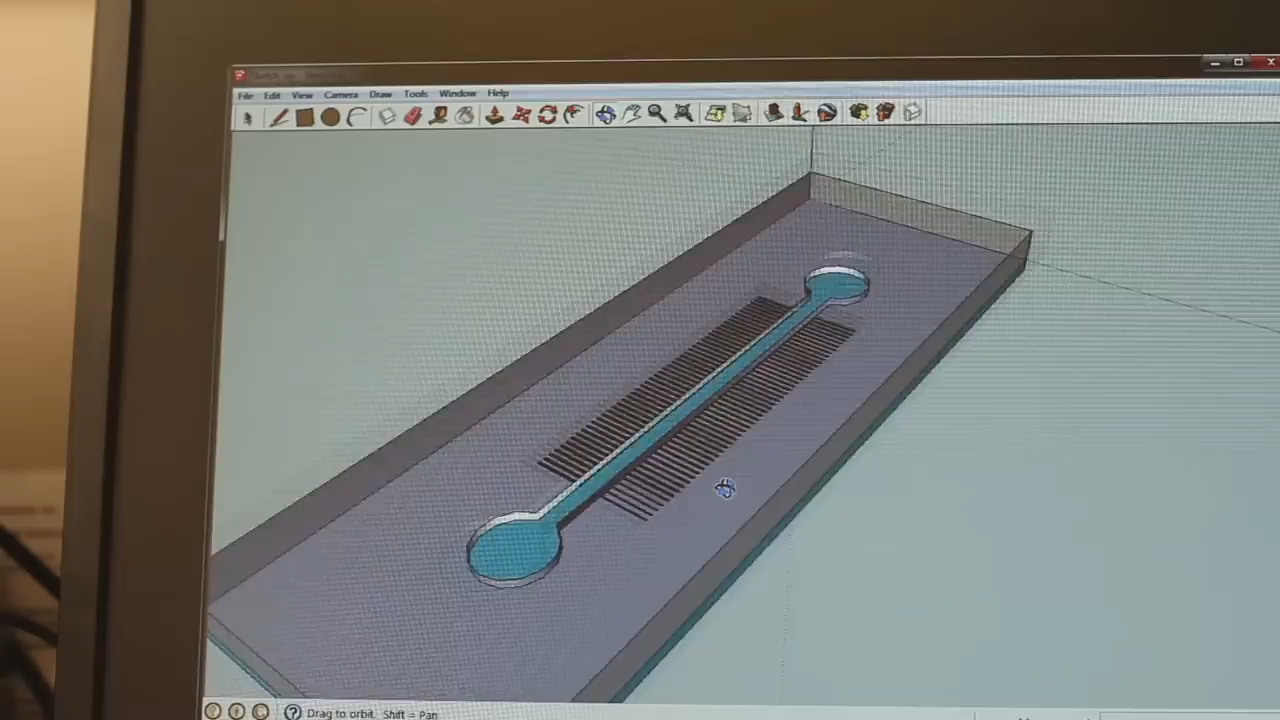 File Edit View Camera Draw Tools Window Help
Drag to orbit. Shift = Pan